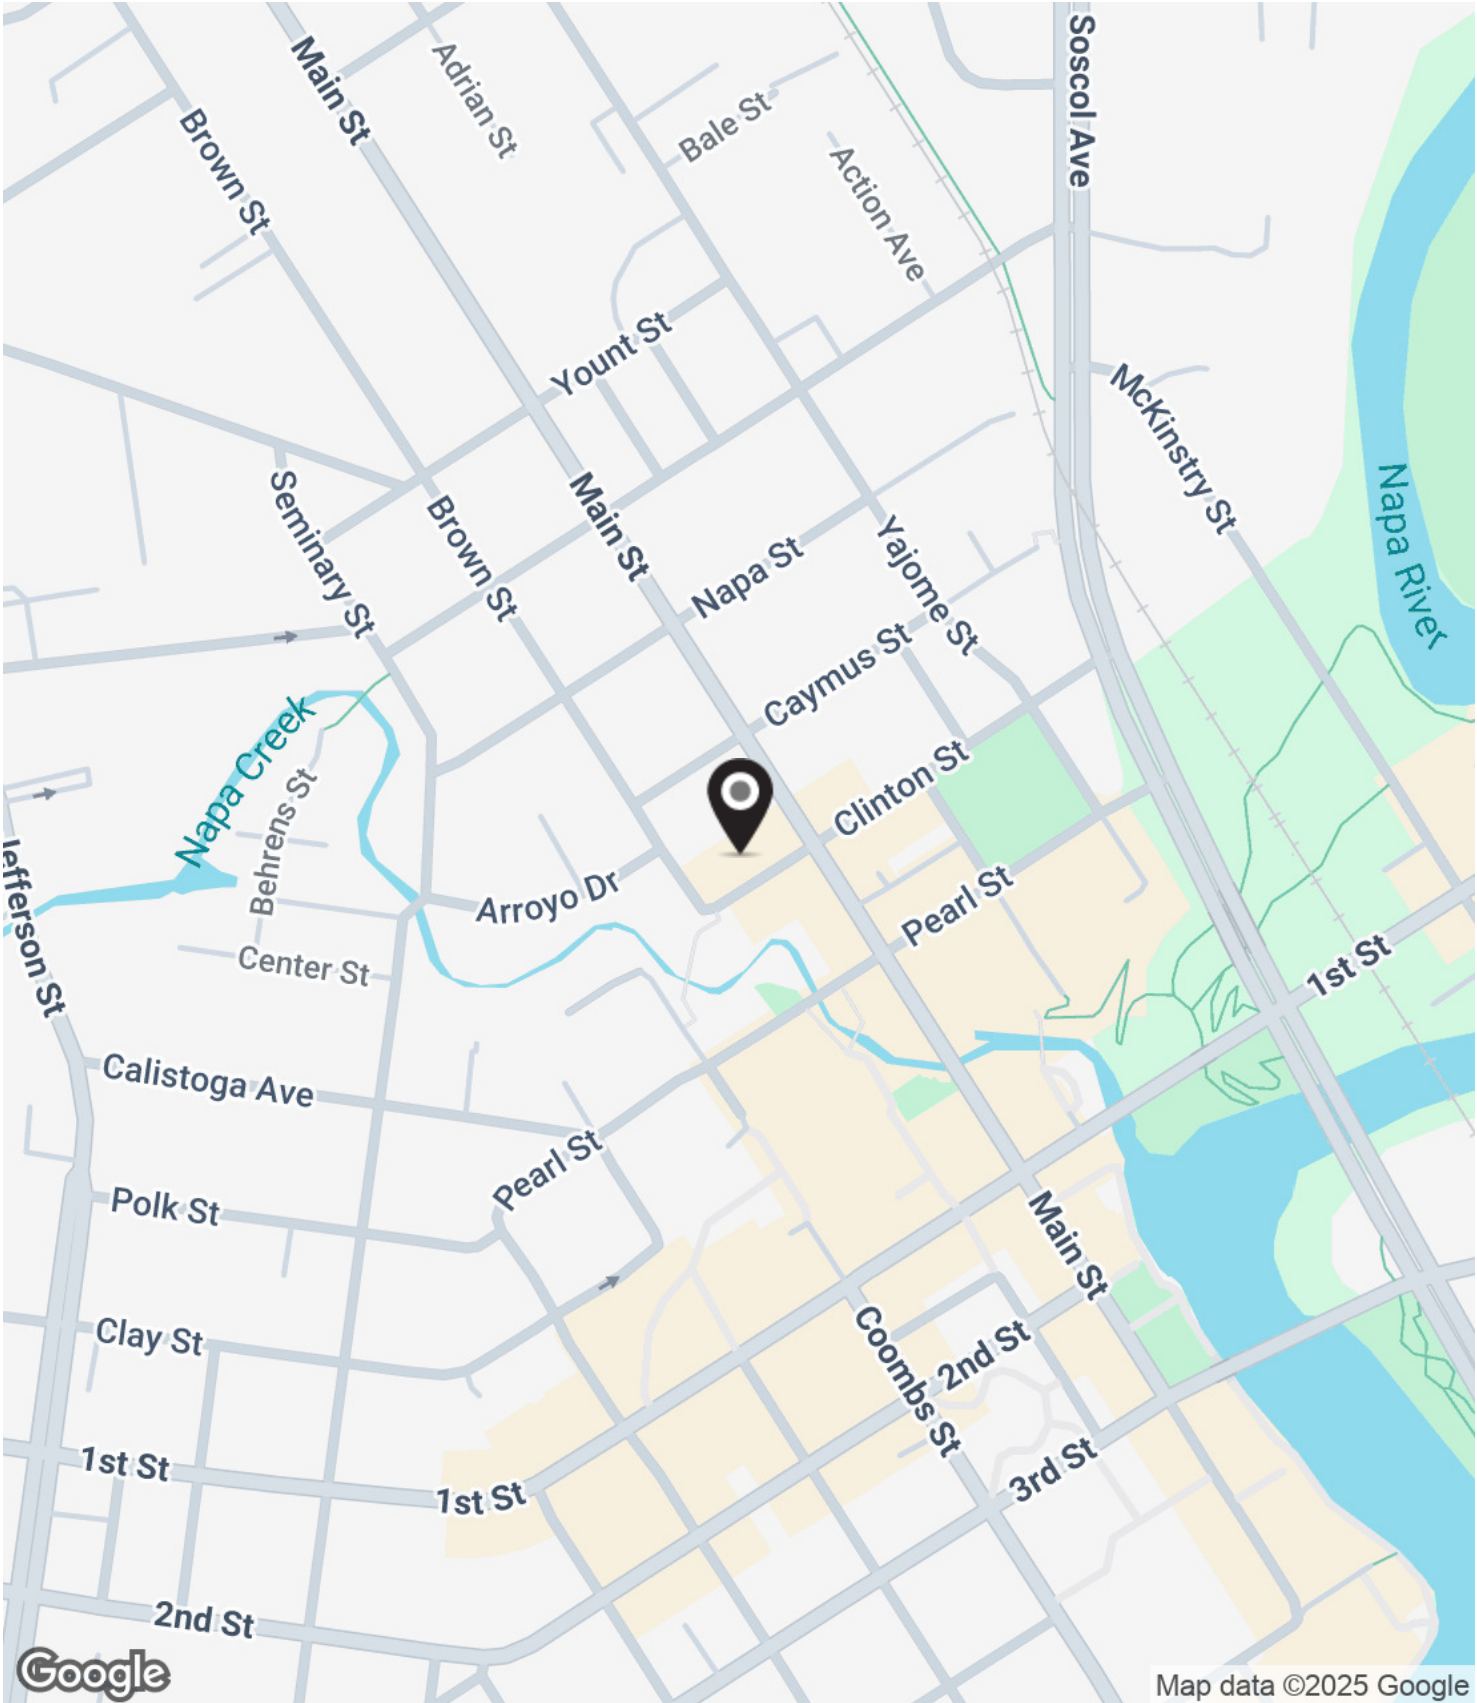 Main St
Adrian St
Soscol Ave
Bale St
Brown St
Action Ave
Yount St
McKinstry St
Seminary St
Brown St
Main St
Napa River
Napa St
Yajome St
Caymus St
Napa Creek
Clinton St
Behrens St
Jefferson St
Arroyo Dr
Pearl St
Center St
1st St
Calistoga Ave
Pearl St
Polk St
Main St
Clay St
Coombs St
2nd St
1st St
1st St
3rd St
2nd St
Google
Map data ©2025 Google